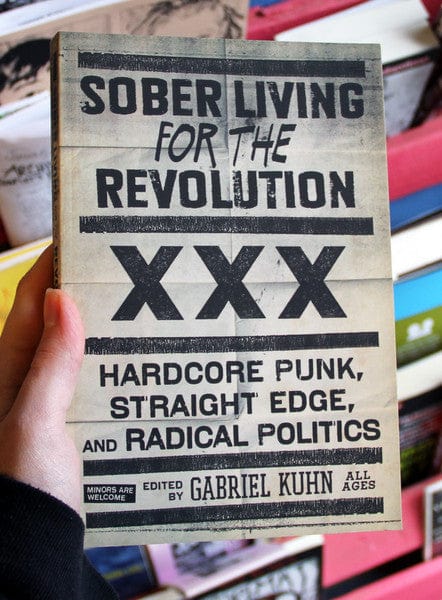 SOBER LIVING
FOR THE
REVOLUTION
XXX
HARDCORE PUNK,
STRAIGHT EDGE,
AND RADICAL POLITICS
MINORS ARE
WELCOME
EDITED
BY
GABRIEL KUHN
ALL
AGES